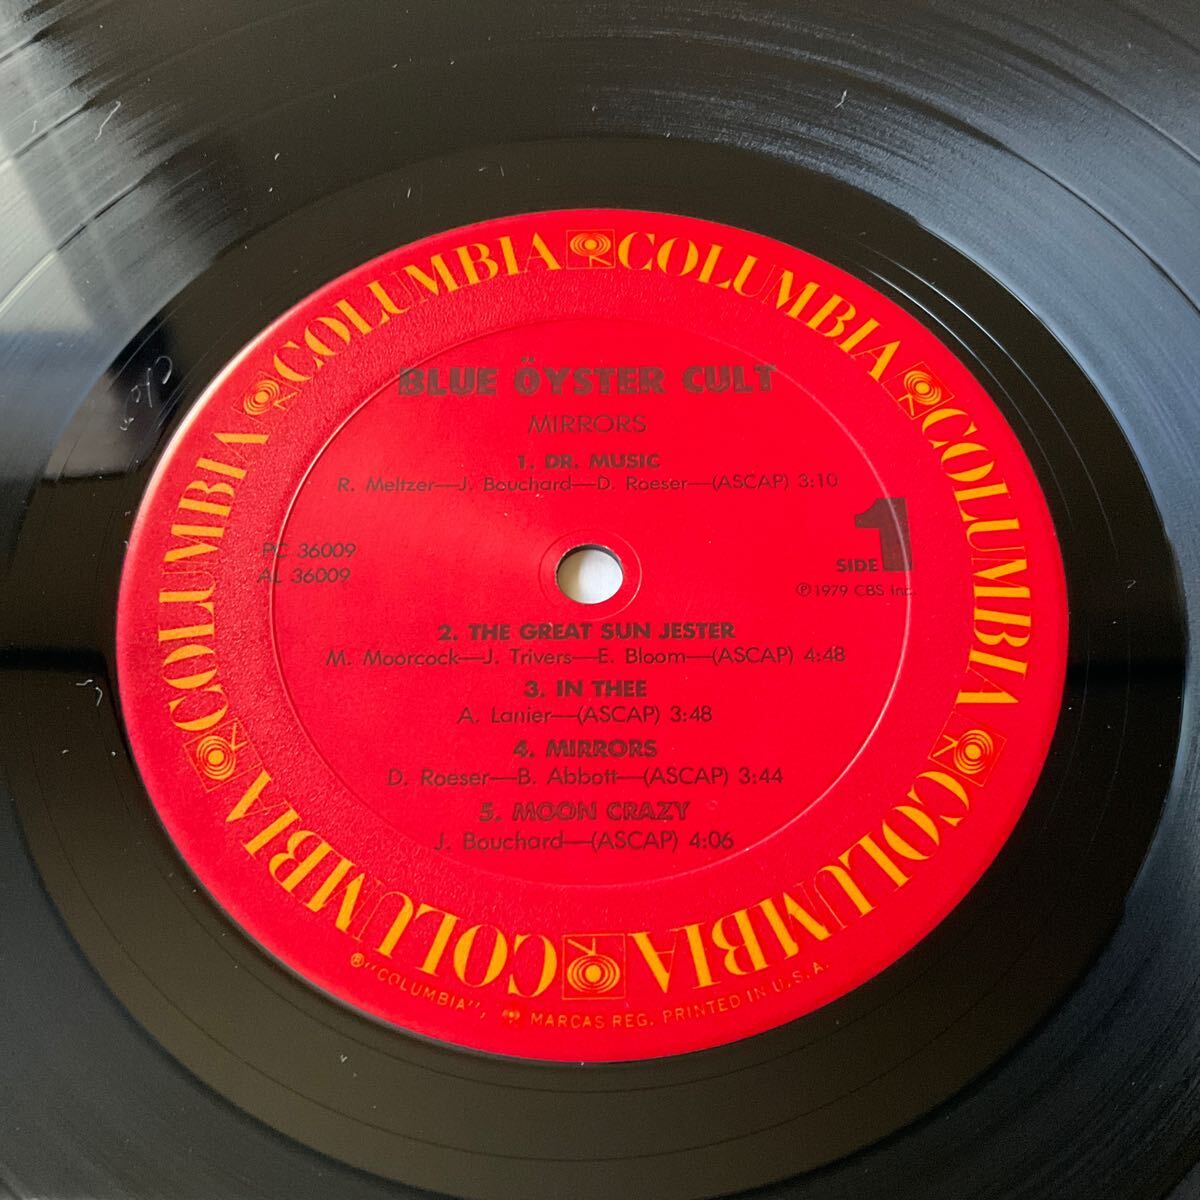 COLUMBIA COLUMBIA COLUMBIA COLUMBIA COLUMBIA COLUMBIA
BLUE ÖYSTER CULT
MIRRORS
1. DR. MUSIC
R. Meltzer—J. Bouchard—D. Roeser—(ASCAP) 3:10
PC 36009
AL 36009
SIDE 1
℗1979 CBS Inc.
2. THE GREAT SUN JESTER
M. Moorcock—J. Trivers—E. Bloom—(ASCAP) 4:48
3. IN THEE
A. Lanier—(ASCAP) 3:48
4. MIRRORS
D. Roeser—B. Abbott—(ASCAP) 3:44
5. MOON CRAZY
J. Bouchard—(ASCAP) 4:06
®"COLUMBIA", MARCAS REG. PRINTED IN U.S.A.